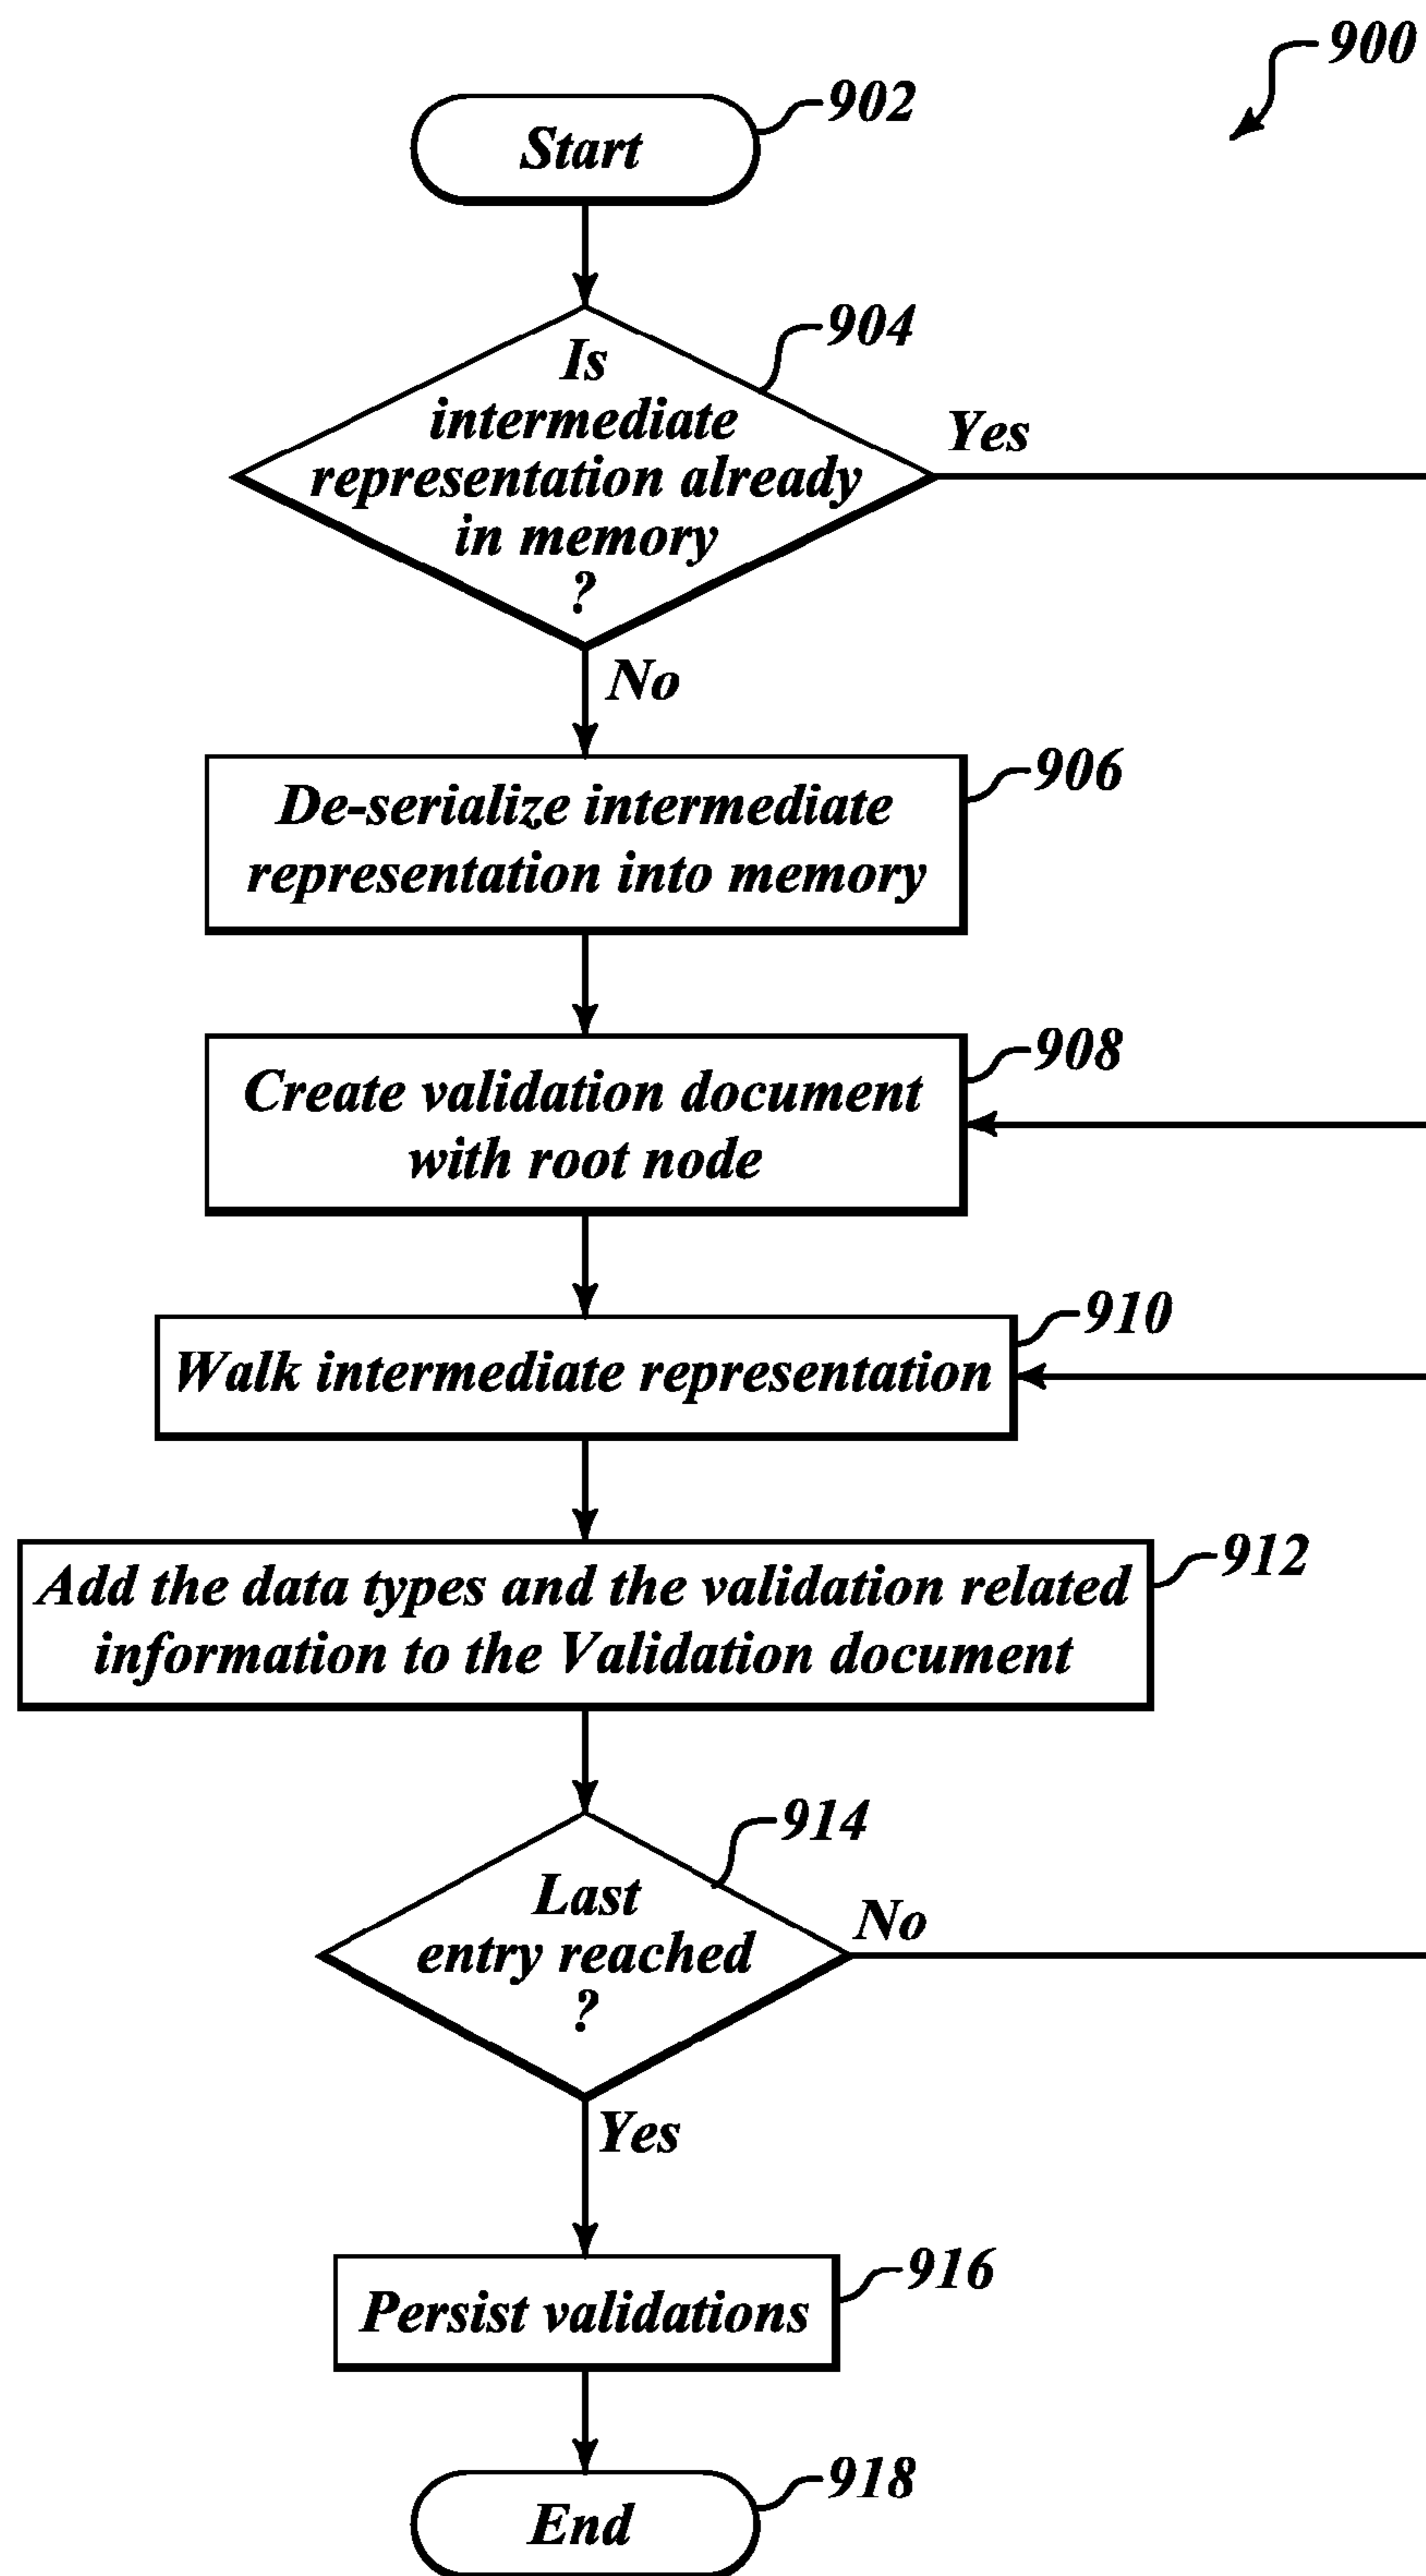 900
902
Start
904
Is
intermediate
representation already
in memory
?
Yes
No
906
De-serialize intermediate
representation into memory
908
Create validation document
with root node
910
Walk intermediate representation
912
Add the data types and the validation related
information to the Validation document
914
Last
entry reached
?
No
Yes
916
Persist validations
918
End